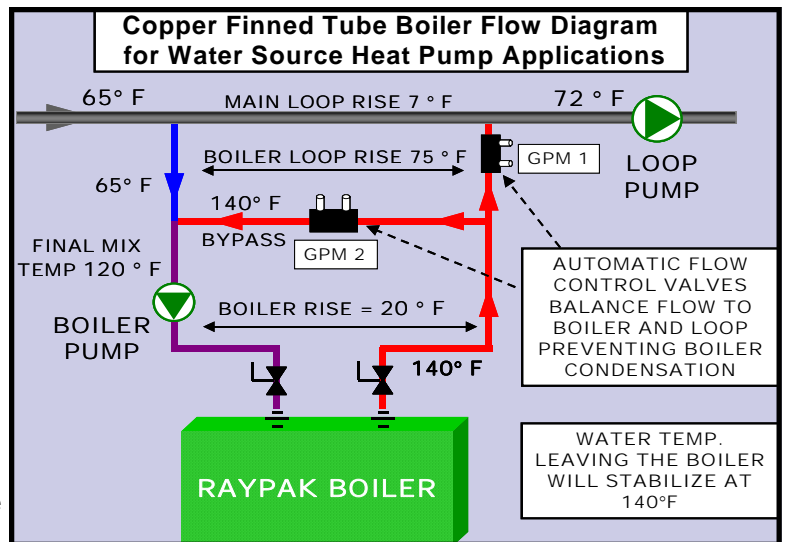 Copper Finned Tube Boiler Flow Diagram
for Water Source Heat Pump Applications
65° F
MAIN LOOP RISE 7 ° F
72 ° F
BOILER LOOP RISE 75 ° F
GPM 1
LOOP
PUMP
65° F
140° F
BYPASS
GPM 2
FINAL MIX
TEMP 120 ° F
BOILER
PUMP
BOILER RISE = 20 ° F
140° F
AUTOMATIC FLOW
CONTROL VALVES
BALANCE FLOW TO
BOILER AND LOOP
PREVENTING BOILER
CONDENSATION
RAYPAK BOILER
WATER TEMP.
LEAVING THE BOILER
WILL STABILIZE AT
140°F